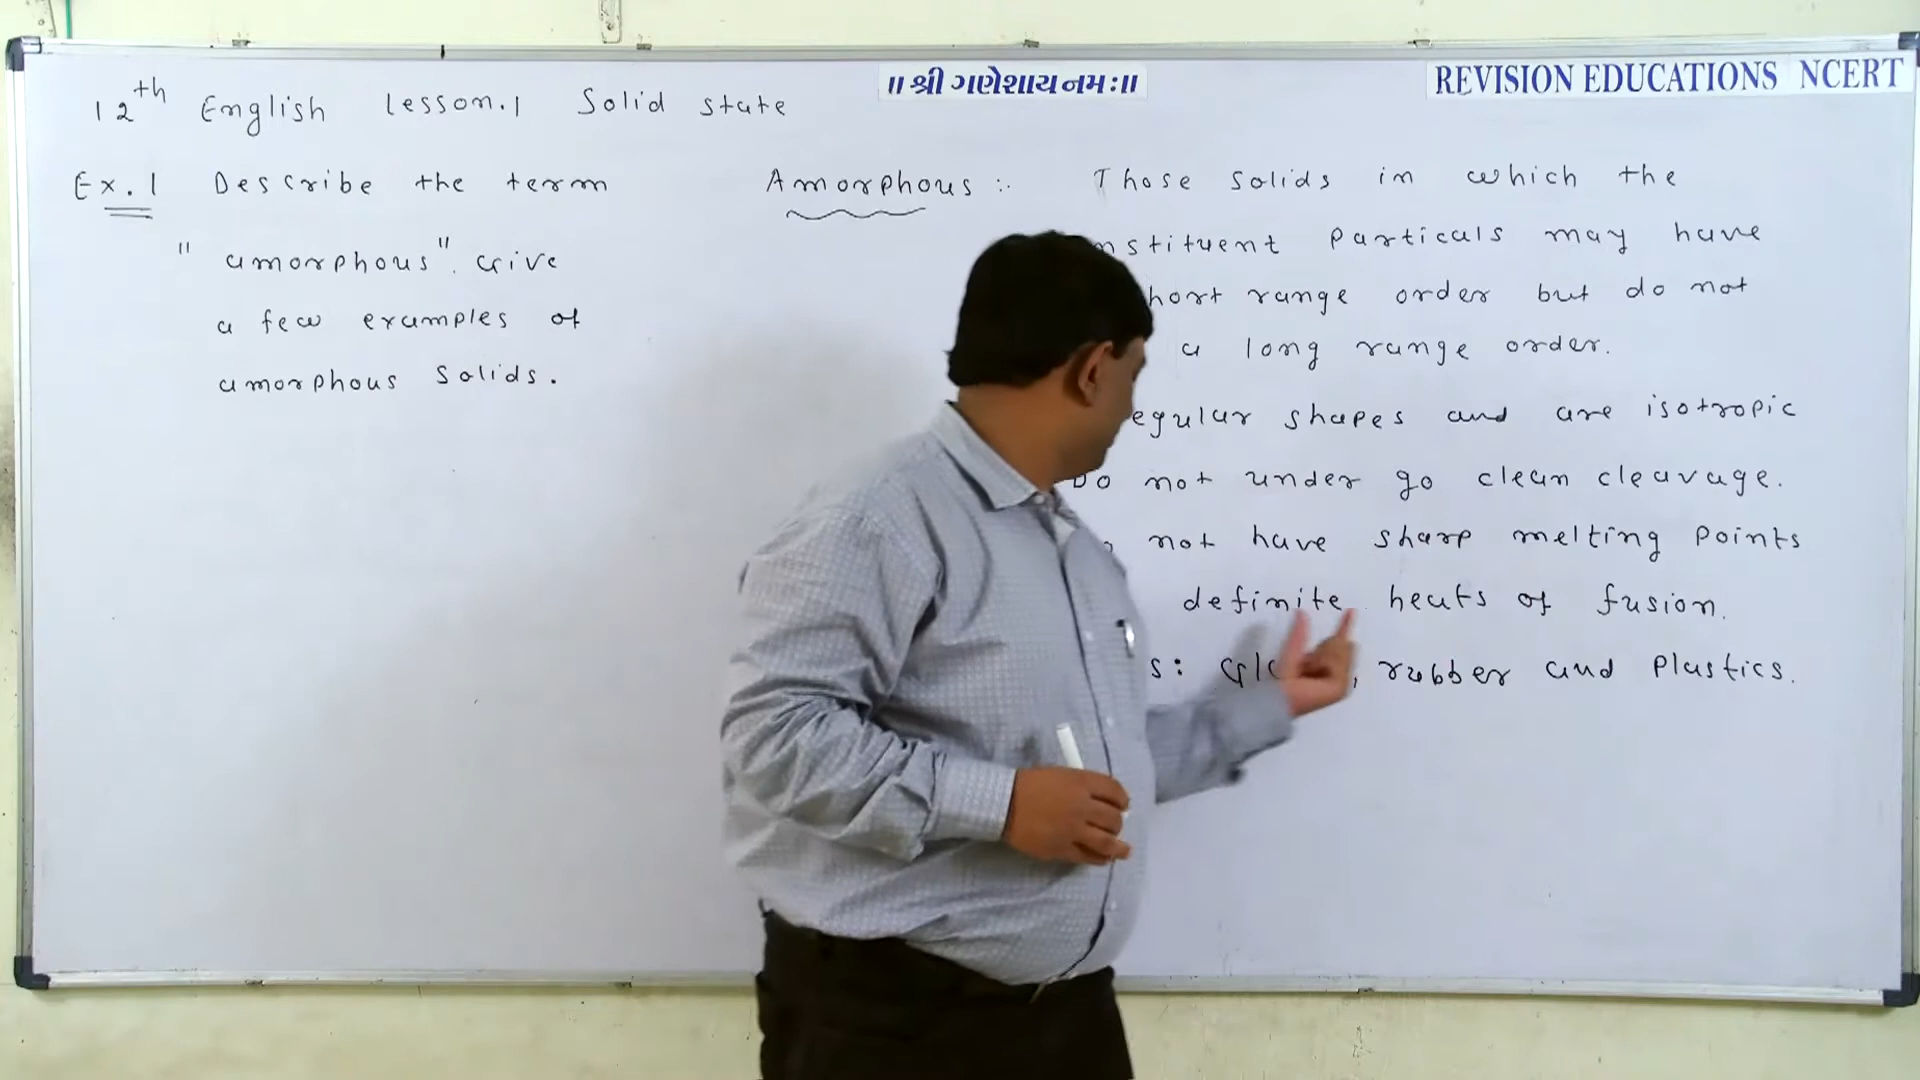 ॥ શ્રી ગણેશાય નમઃ॥
REVISION EDUCATIONS NCERT
12th English Lesson.1 Solid state
Ex.1 Describe the term
"amorphous". Give
a few examples of
amorphous solids.
Amorphous :. Those solids in which the
particals may have
range order but do not
a long range order.
shapes and are isotropic
Do not under go clean cleavage.
not have sharp melting points
definite heats of fusion.
rubber and plastics.